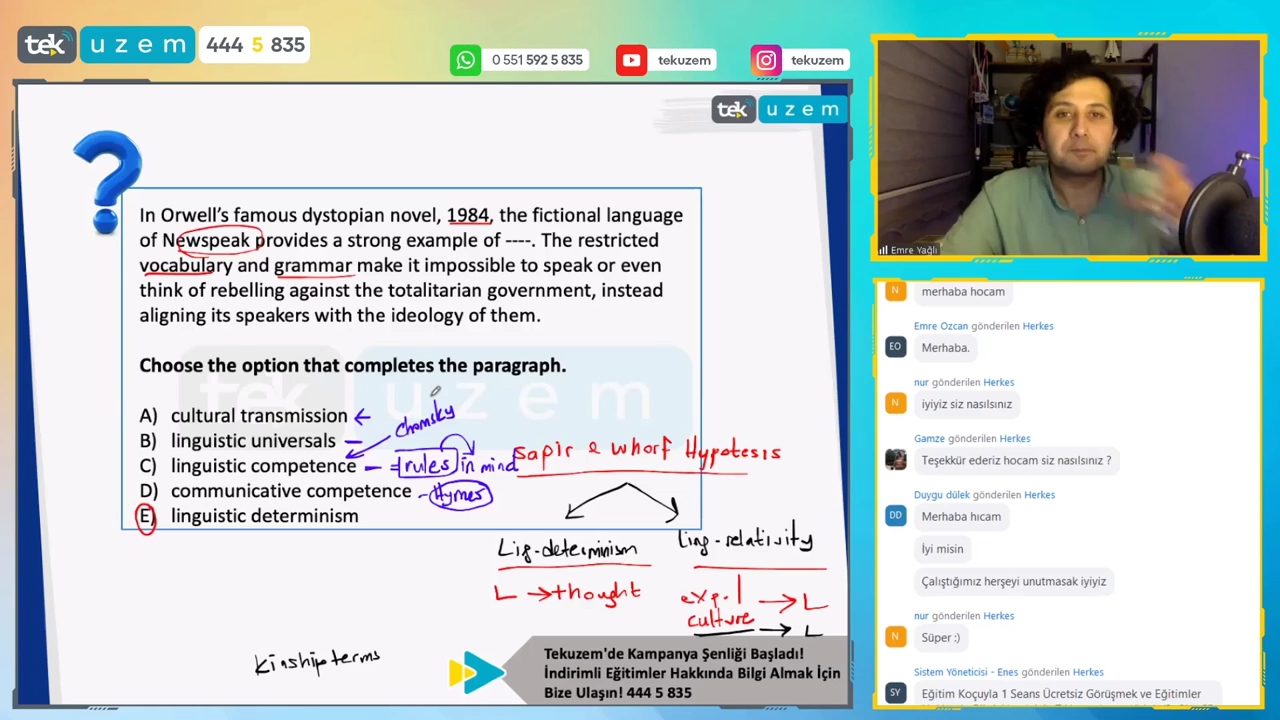 tek uzem 444 5 835
0 551 592 5 835
tekuzem
tekuzem
tek uzem
In Orwell's famous dystopian novel, 1984, the fictional language
of Newspeak provides a strong example of ----. The restricted
vocabulary and grammar make it impossible to speak or even
think of rebelling against the totalitarian government, instead
aligning its speakers with the ideology of them.
Choose the option that completes the paragraph.
tek uzem
A) cultural transmission
B) linguistic universals
C) linguistic competence
D) communicative competence
E) linguistic determinism
Chomsky
= rules in mind
Hymes
Sapir & Whorf Hypotesis
Lig-determinism
Ling-relativity
L → thought
exp. → L
culture → L
Kinship terms
Tekuzem'de Kampanya Şenliği Başladı!
İndirimli Eğitimler Hakkında Bilgi Almak İçin
Bize Ulaşın! 444 5 835
Emre Yağlı
N merhaba hocam
Emre Ozcan gönderilen Herkes
EO Merhaba.
nur gönderilen Herkes
N iyiyiz siz nasılsınız
Gamze gönderilen Herkes
Teşekkür ederiz hocam siz nasılsınız ?
Duygu dülek gönderilen Herkes
DD Merhaba hıcam
İyi misin
Çalıştığımız herşeyi unutmasak iyiyiz
nur gönderilen Herkes
N Süper :)
Sistem Yöneticisi - Enes gönderilen Herkes
SY Eğitim Koçuyla 1 Seans Ücretsiz Görüşmek ve Eğitimler